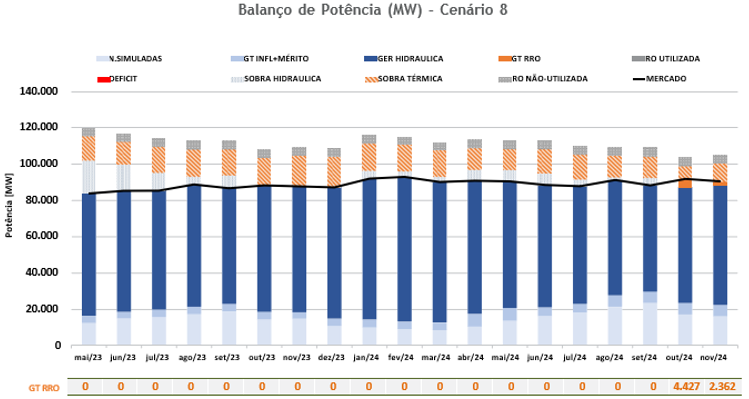 Balanço de Potência (MW) - Cenário 8
N.SIMULADAS GT INFL+MÉRITO GER HIDRAULICA GT RRO RO UTILIZADA
DEFICIT SOBRA HIDRAULICA SOBRA TÉRMICA RO NÃO-UTILIZADA MERCADO
Potência [MW]
140.000
120.000
100.000
80.000
60.000
40.000
20.000
0
mai/23 jun/23 jul/23 ago/23 set/23 out/23 nov/23 dez/23 jan/24 fev/24 mar/24 abr/24 mai/24 jun/24 jul/24 ago/24 set/24 out/24 nov/24
GT RRO 0 0 0 0 0 0 0 0 0 0 0 0 0 0 0 0 0 4.427 2.362